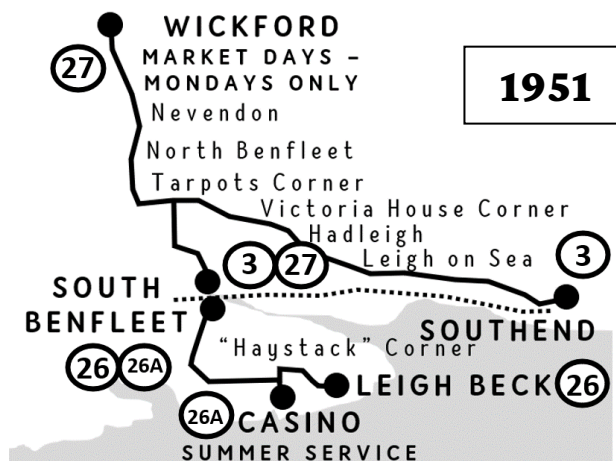 WICKFORD
27
MARKET DAYS –
MONDAYS ONLY
1951
Nevendon
North Benfleet
Tarpots Corner
Victoria House Corner
Hadleigh
3 27
Leigh on Sea
3
SOUTH
BENFLEET
SOUTHEND
"Haystack" Corner
26 26A
LEIGH BECK 26
26A CASINO
SUMMER SERVICE